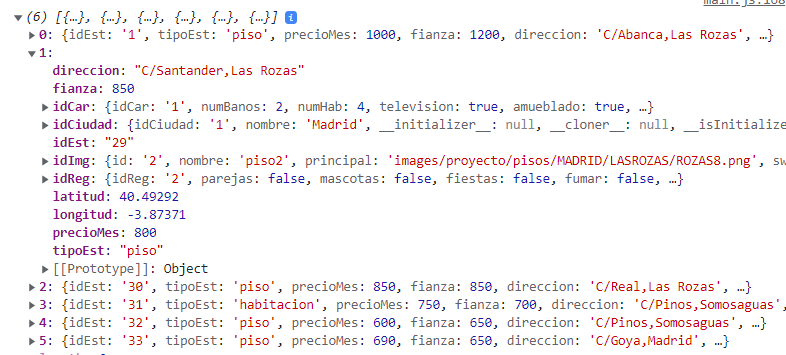 main.js:108
(6) [{…}, {…}, {…}, {…}, {…}, {…}] i
0: {idEst: '1', tipoEst: 'piso', precioMes: 1000, fianza: 1200, direccion: 'C/Abanca,Las Rozas', …}
1:
direccion: "C/Santander,Las Rozas"
fianza: 850
idCar: {idCar: '1', numBanos: 2, numHab: 4, television: true, amueblado: true, …}
idCiudad: {idCiudad: '1', nombre: 'Madrid', __initializer__: null, __cloner__: null, __isInitialize
idEst: "29"
idImg: {id: '2', nombre: 'piso2', principal: 'images/proyecto/pisos/MADRID/LASROZAS/ROZAS8.png', sw
idReg: {idReg: '2', parejas: false, mascotas: false, fiestas: false, fumar: false, …}
latitud: 40.49292
longitud: -3.87371
precioMes: 800
tipoEst: "piso"
[[Prototype]]: Object
2: {idEst: '30', tipoEst: 'piso', precioMes: 850, fianza: 850, direccion: 'C/Real,Las Rozas', …}
3: {idEst: '31', tipoEst: 'habitacion', precioMes: 750, fianza: 700, direccion: 'C/Pinos,Somosaguas',
4: {idEst: '32', tipoEst: 'piso', precioMes: 600, fianza: 650, direccion: 'C/Pinos,Somosaguas', …}
5: {idEst: '33', tipoEst: 'piso', precioMes: 690, fianza: 650, direccion: 'C/Goya,Madrid', …}